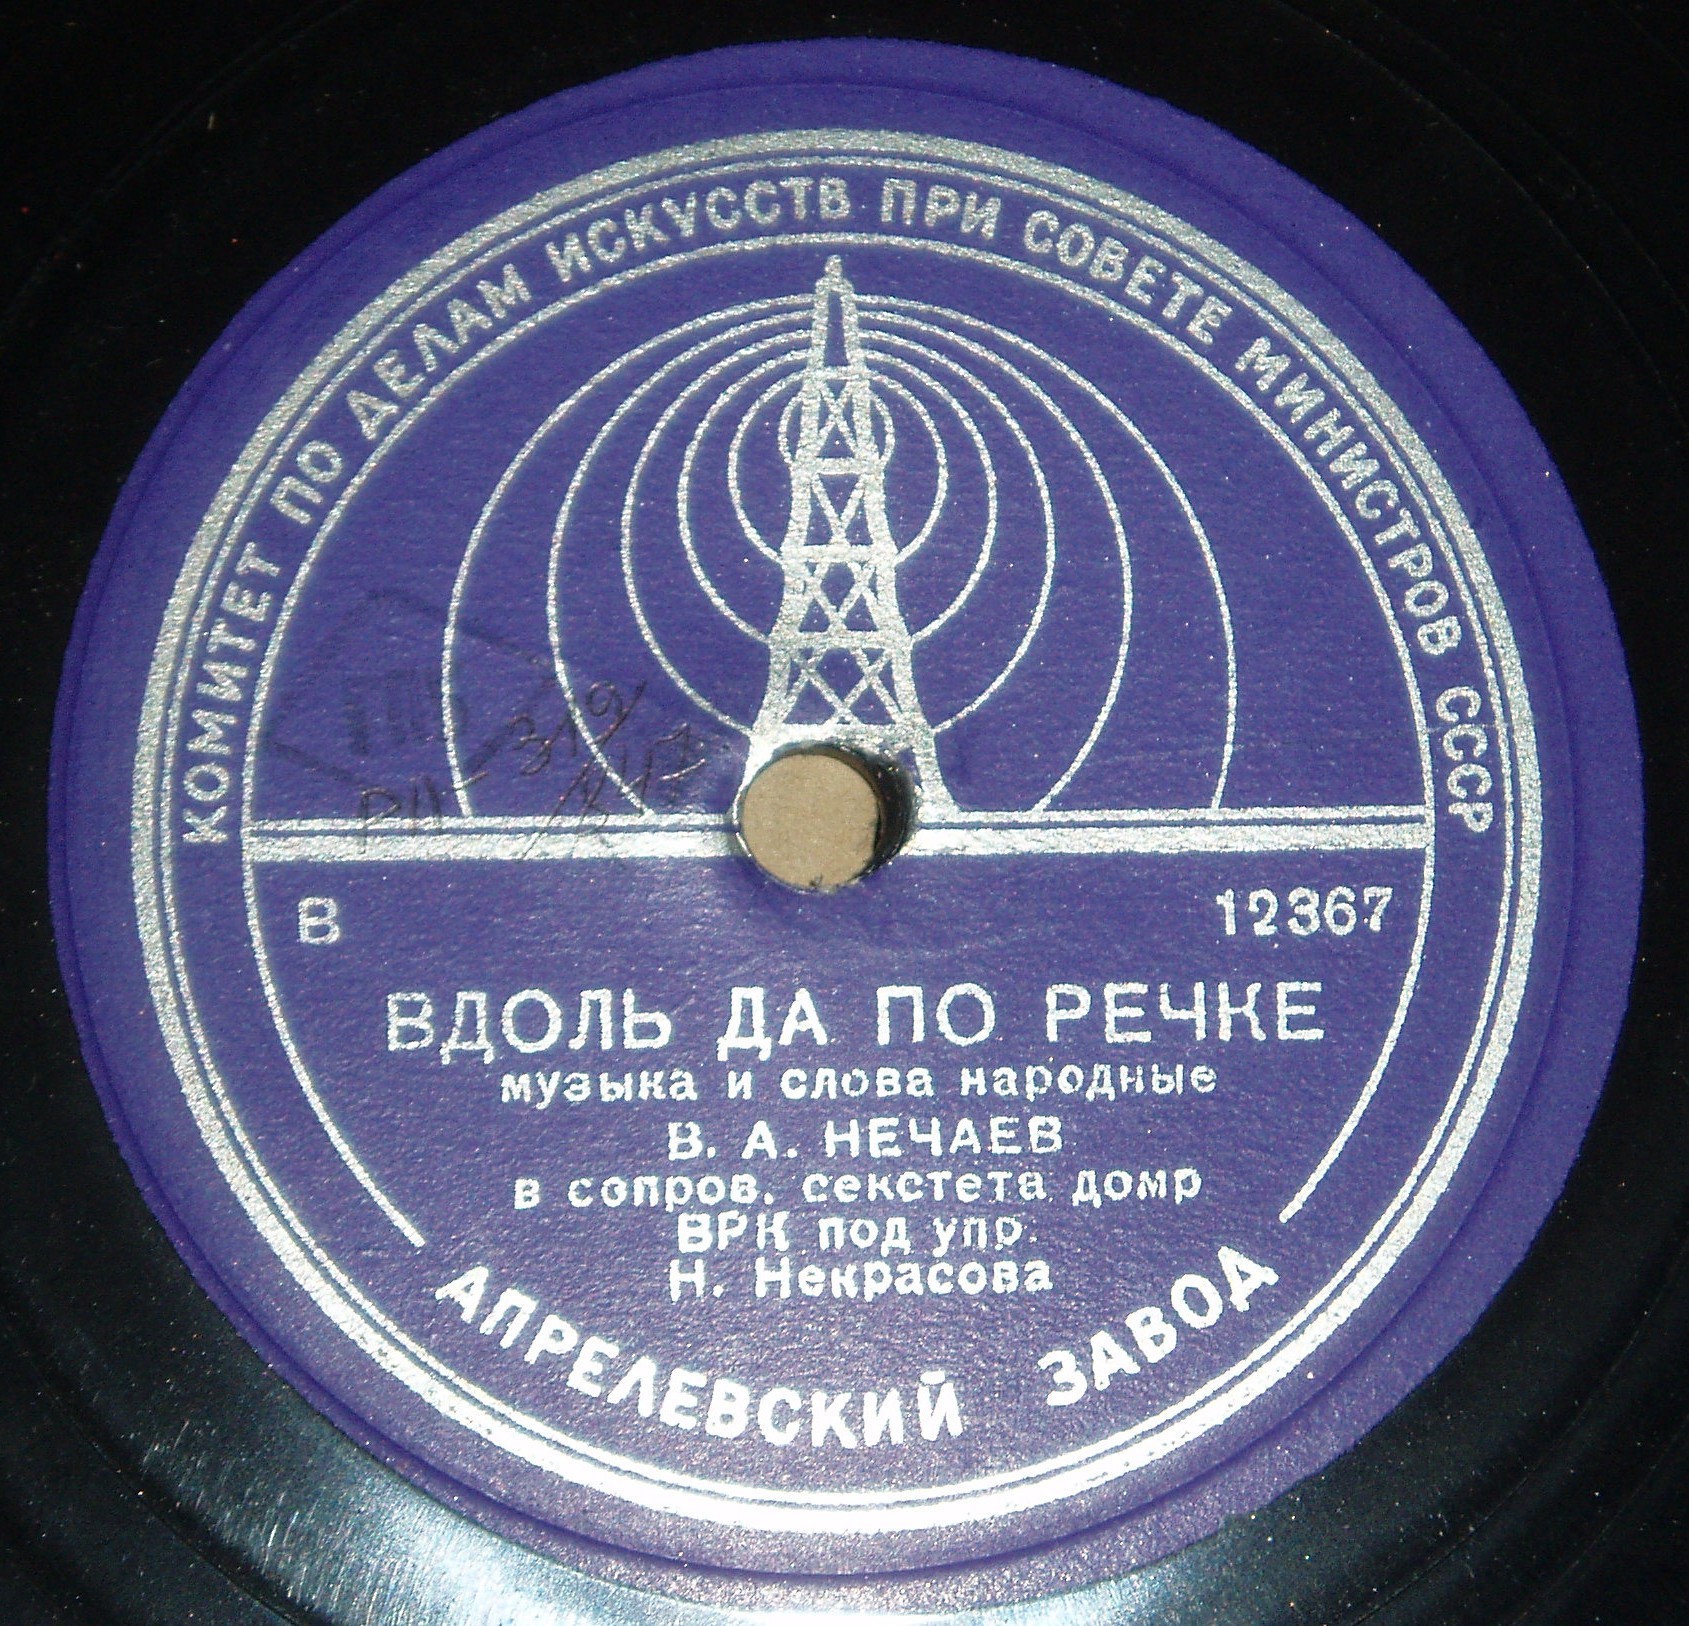 КОМИТЕТ ПО ДЕЛАМ ИСКУССТВ ПРИ СОВЕТЕ МИНИСТРОВ СССР
В 12367
ВДОЛЬ ДА ПО РЕЧКЕ
музыка и слова народные
В. А. НЕЧАЕВ
в сопров. секстета домр
ВРК под упр.
Н. Некрасова
АПРЕЛЕВСКИЙ ЗАВОД